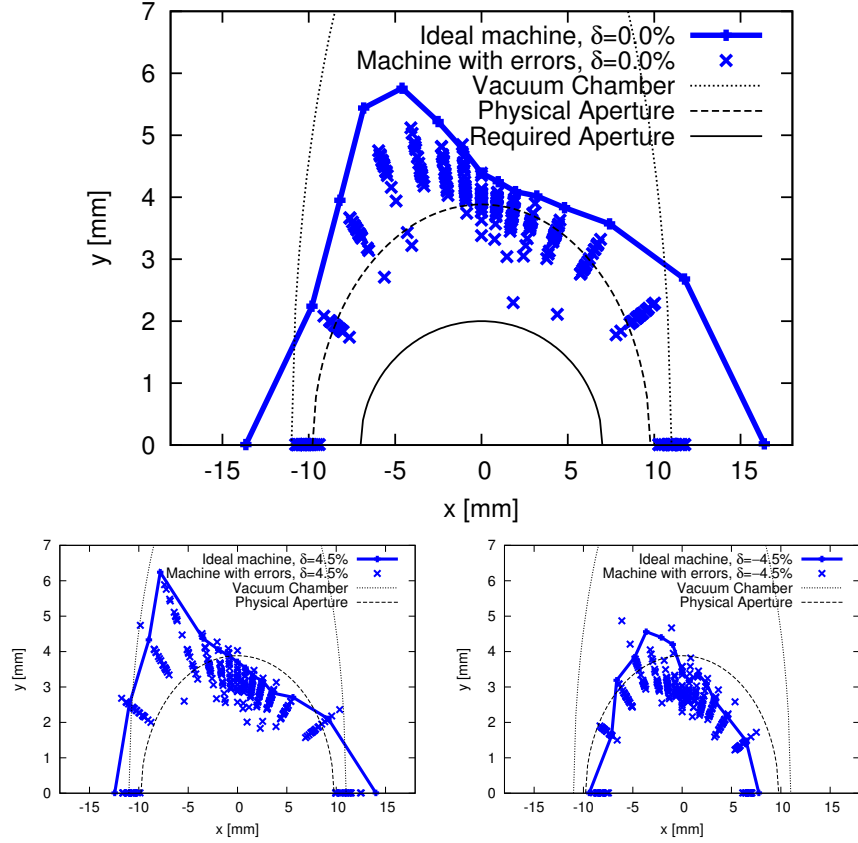 7
6
5
4
3
2
1
0
y [mm]
-15 -10 -5 0 5 10 15
x [mm]
Ideal machine, δ=0.0%
Machine with errors, δ=0.0%
Vacuum Chamber
Physical Aperture
Required Aperture
7
6
5
4
3
2
1
0
y [mm]
-15 -10 -5 0 5 10 15
x [mm]
Ideal machine, δ=4.5%
Machine with errors, δ=4.5%
Vacuum Chamber
Physical Aperture
7
6
5
4
3
2
1
0
y [mm]
-15 -10 -5 0 5 10 15
x [mm]
Ideal machine, δ=−4.5%
Machine with errors, δ=−4.5%
Vacuum Chamber
Physical Aperture